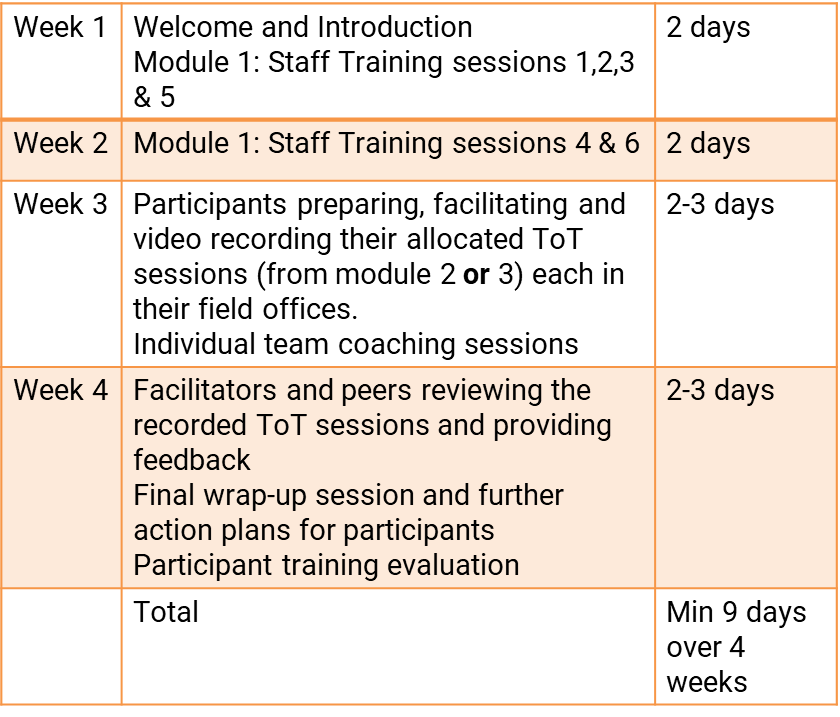 Week 1
Welcome and Introduction
Module 1: Staff Training sessions 1,2,3
& 5
2 days
Week 2
Module 1: Staff Training sessions 4 & 6
2 days
Week 3
Participants preparing, facilitating and
video recording their allocated ToT
sessions (from module 2 or 3) each in
their field offices.
Individual team coaching sessions
2-3 days
Week 4
Facilitators and peers reviewing the
recorded ToT sessions and providing
feedback
Final wrap-up session and further
action plans for participants
Participant training evaluation
2-3 days
Total
Min 9 days
over 4
weeks